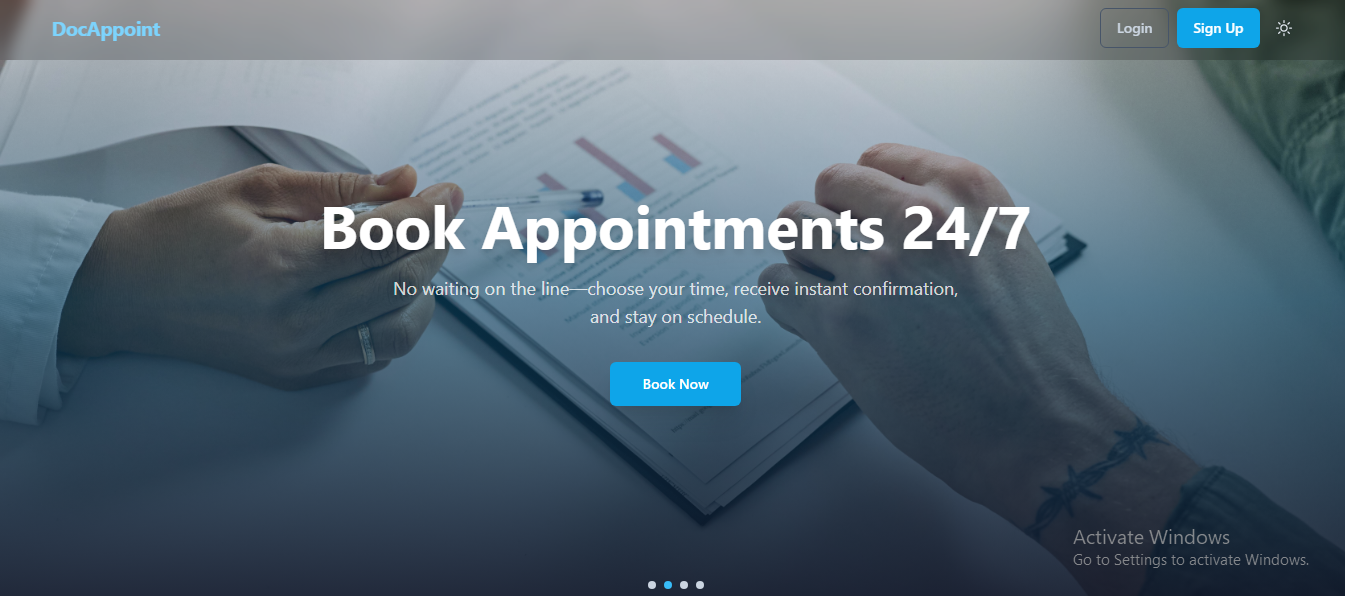 DocAppoint
Login
Sign Up
Book Appointments 24/7
No waiting on the line—choose your time, receive instant confirmation,
and stay on schedule.
Book Now
Activate Windows
Go to Settings to activate Windows.